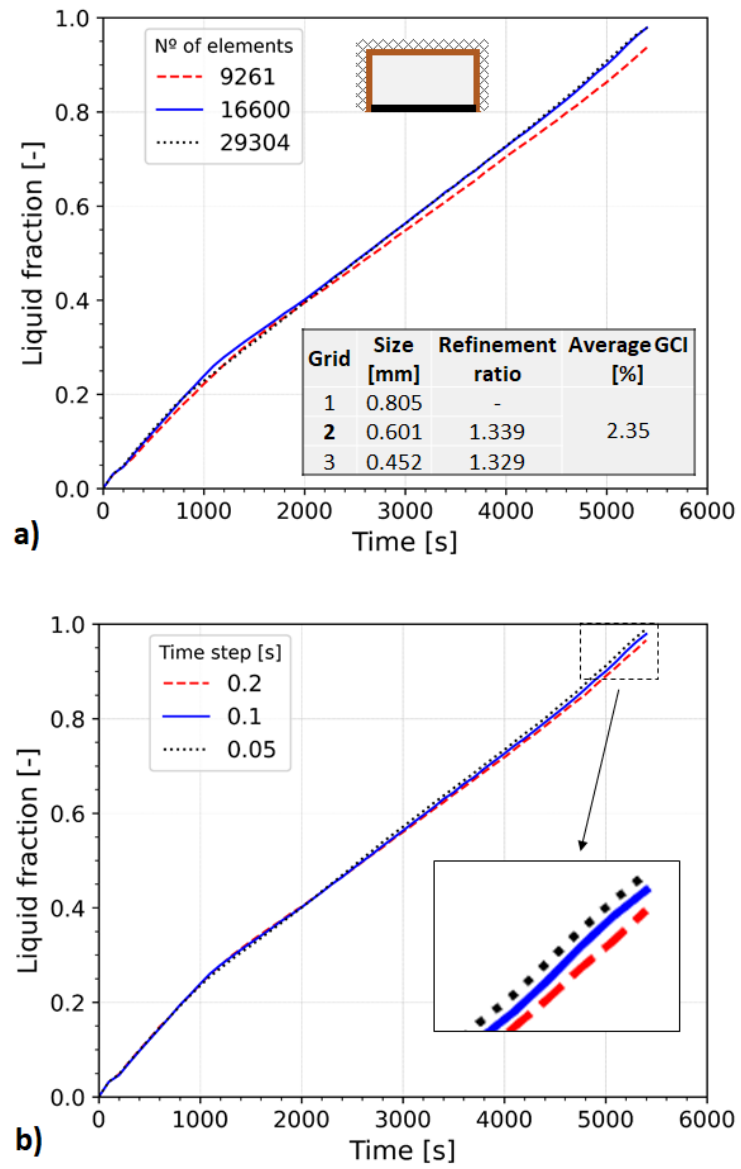 1.0
0.8
0.6
0.4
0.2
0.0
Liquid fraction [-]
Nº of elements
9261
16600
29304
Grid Size [mm] Refinement ratio Average GCI [%]
1 0.805 -
2 0.601 1.339 2.35
3 0.452 1.329
0 1000 2000 3000 4000 5000 6000
a) Time [s]
1.0
0.8
0.6
0.4
0.2
0.0
Liquid fraction [-]
Time step [s]
0.2
0.1
0.05
0 1000 2000 3000 4000 5000 6000
b) Time [s]